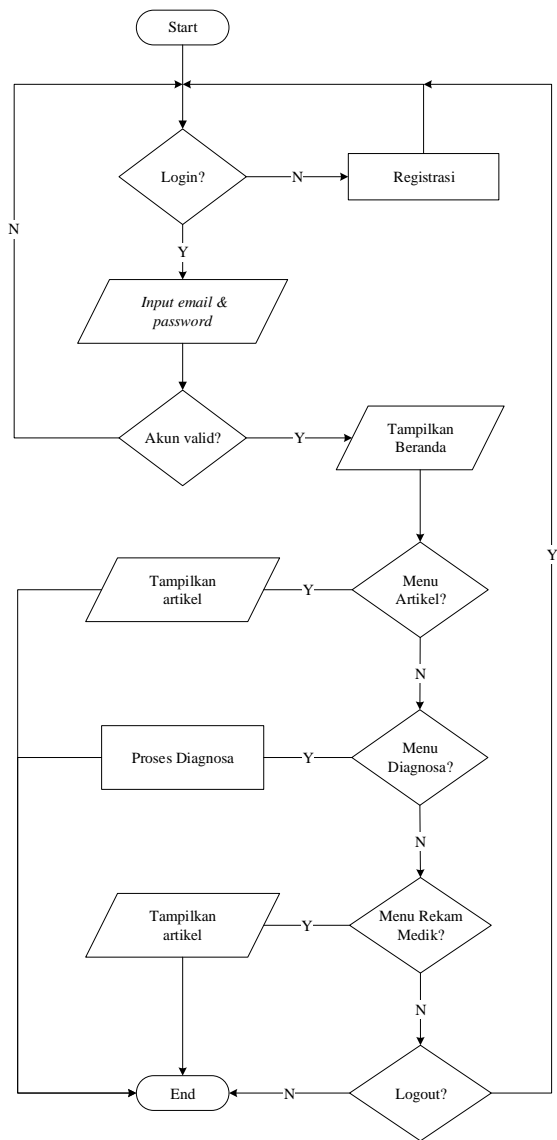 Start
Login?
N
Registrasi
N
Y
Input email &
password
Akun valid?
Y
Tampilkan
Beranda
Y
Tampilkan
artikel
Y
Menu
Artikel?
N
Proses Diagnosa
Y
Menu
Diagnosa?
N
Tampilkan
artikel
Y
Menu Rekam
Medik?
N
End
N
Logout?